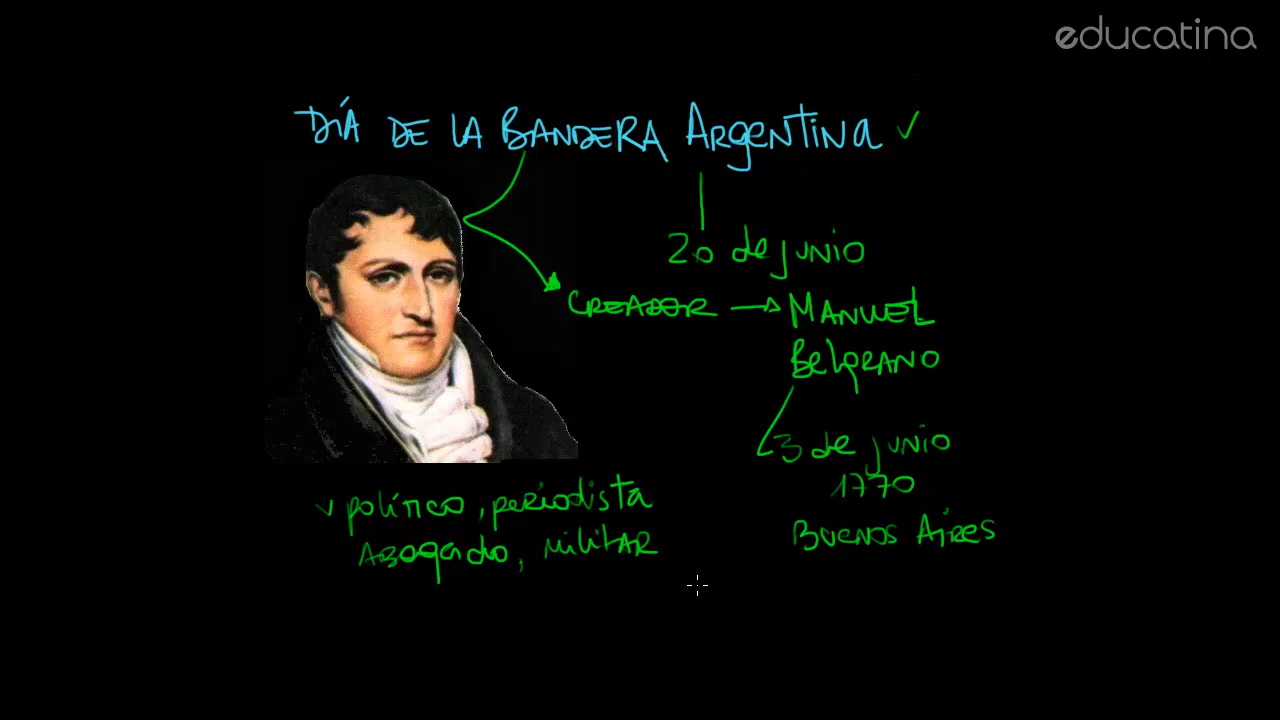 educatina
DÍA DE LA BANDERA ArgenTina
20 de junio
CREADOR → MANUEL
BelgRANO
3 de junio
1770
BUENOS AIRES
político, periodista
Abogado, militAR